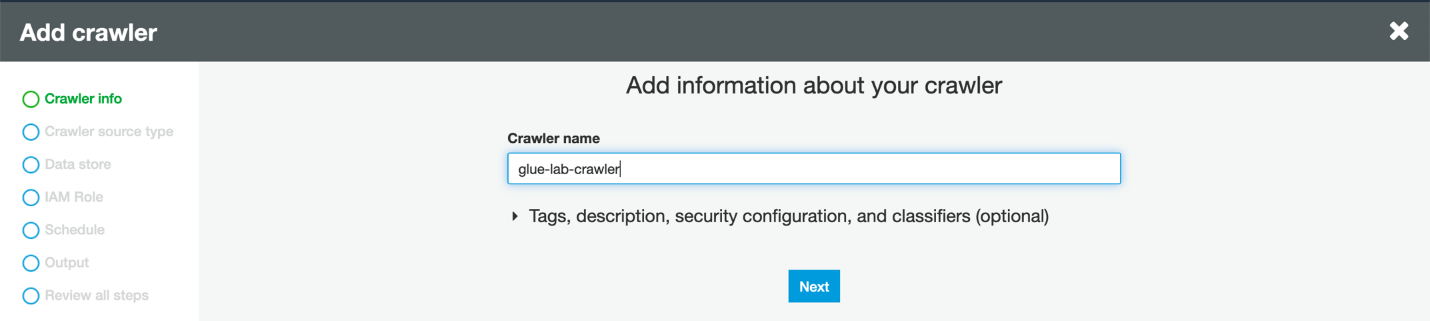 Add crawler
Crawler info
Crawler source type
Data store
IAM Role
Schedule
Output
Review all steps
Add information about your crawler
Crawler name
glue-lab-crawler
Tags, description, security configuration, and classifiers (optional)
Next